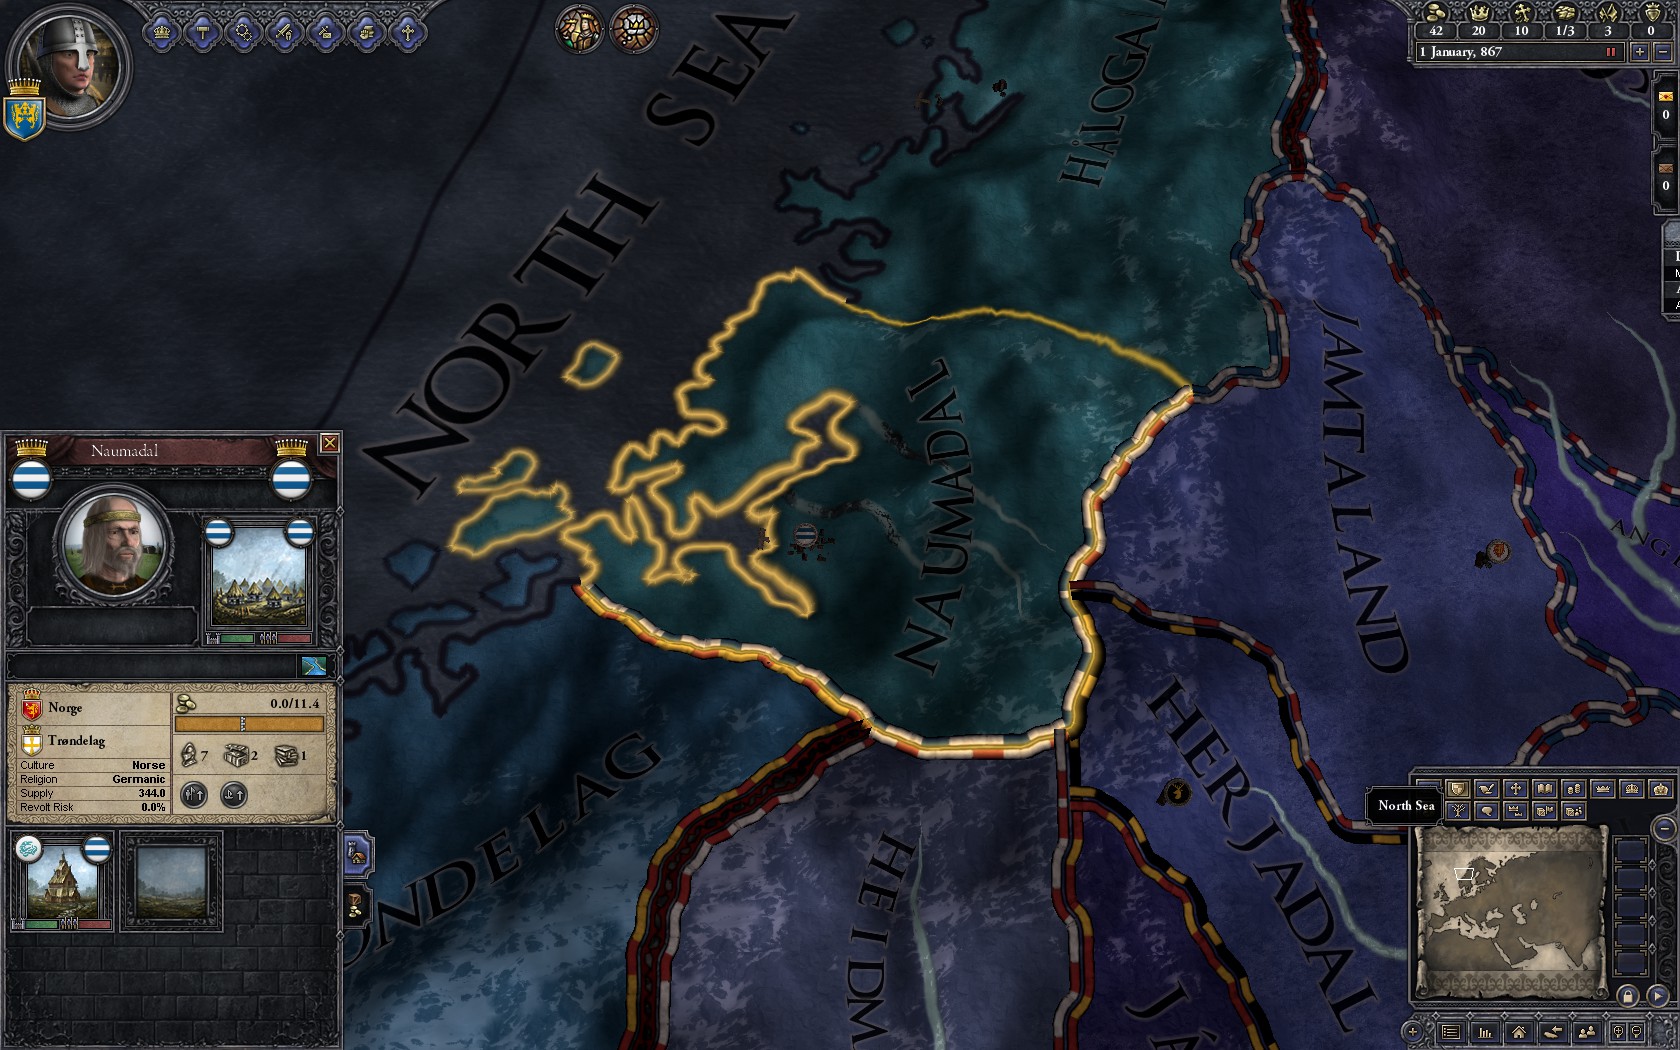 42 20 10 1/3 3 0
1 January, 867
0
0
NORTH SEA
HÅLOGA
JAMTALAND
NAUMADAL
ANG
HERJADAL
NDELAG
HEIDM
JÁ
Naumadal
Norge
0.0/11.4
Trøndelag
7 2 1
Culture Norse
Religion Germanic
Supply 344.0
Revolt Risk 0.0%
North Sea